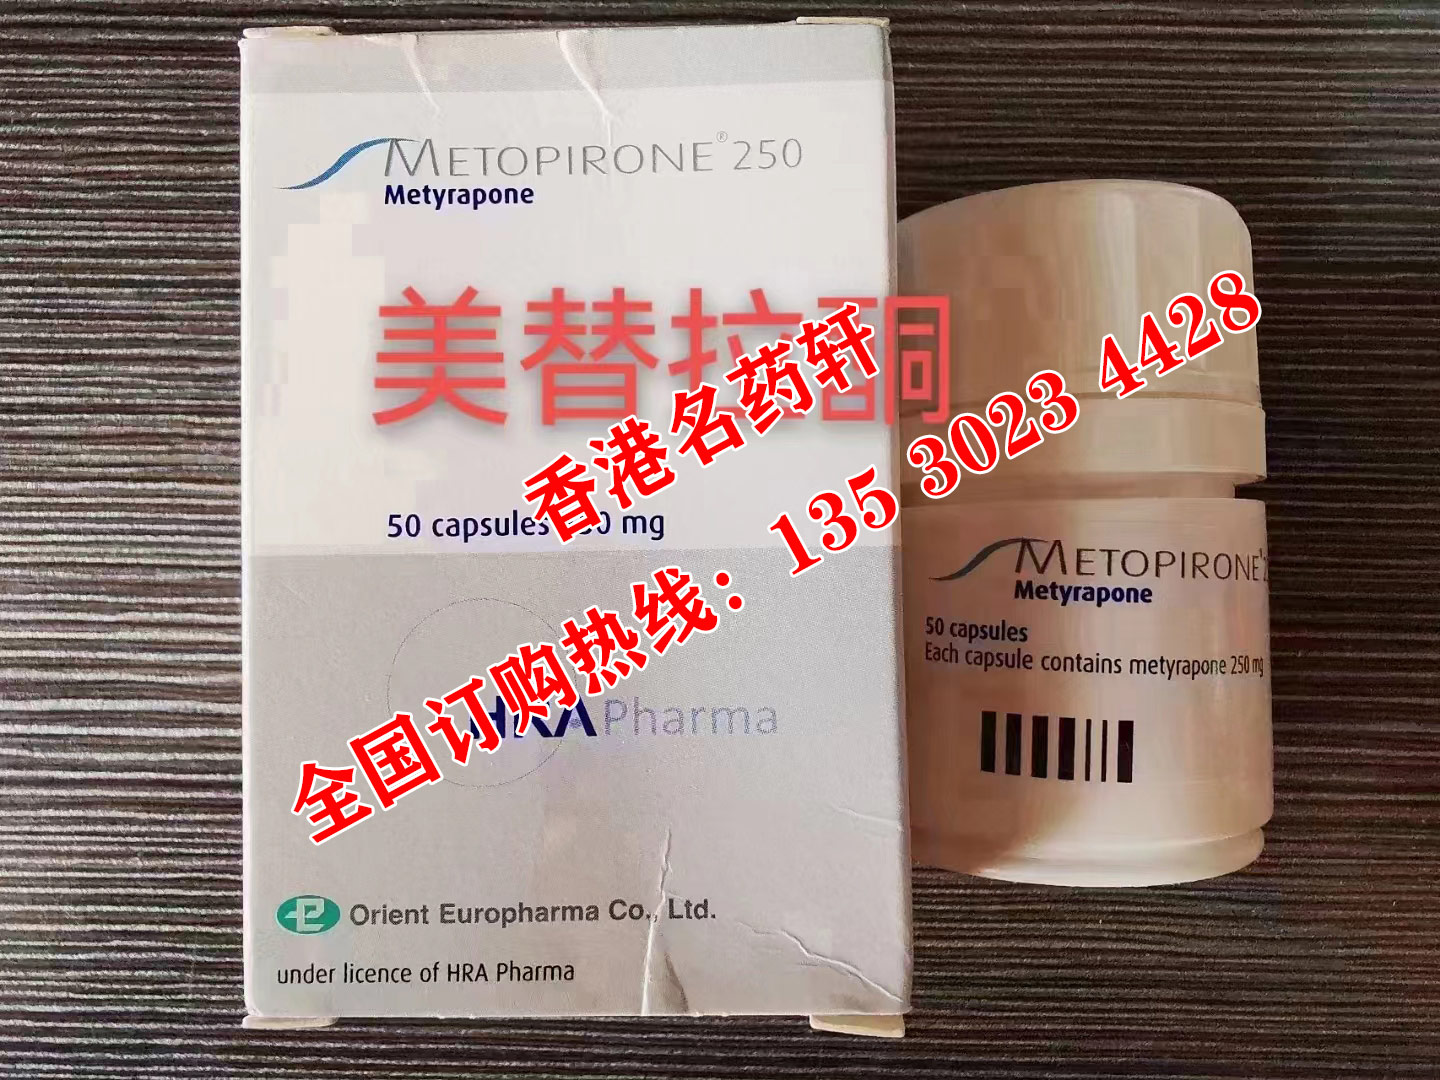 METOPIRONE® 250
Metyrapone
美替拉酮
香港名药轩
全国订购热线：135 3023 4428
50 capsules 0 mg
HRA Pharma
Orient Europharma Co., Ltd.
under licence of HRA Pharma
METOPIRONE
Metyrapone
50 capsules
Each capsule contains metyrapone 250 mg